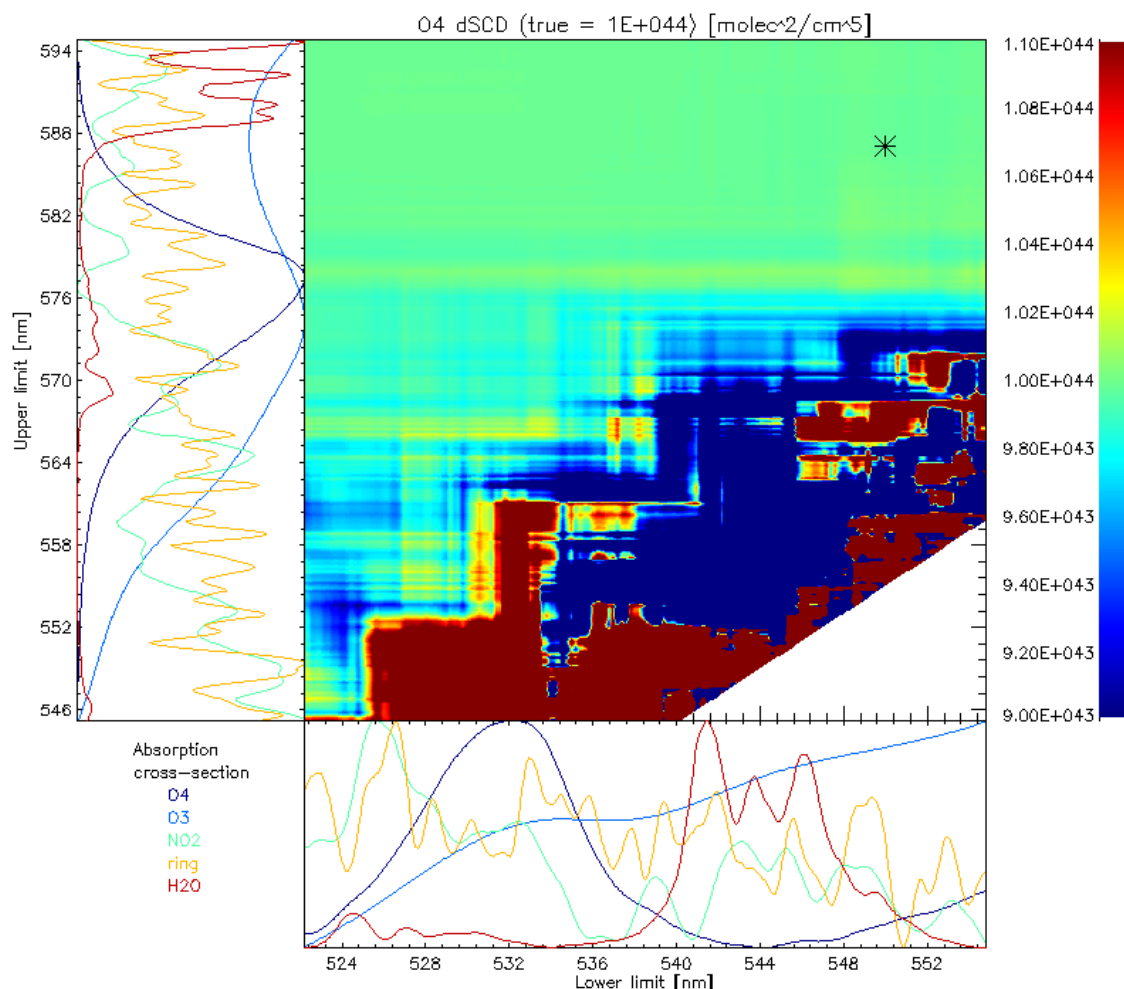 O4 dSCD (true = 1E+044) [molec^2/cm^5]
594
588
582
576
570
564
558
552
546
Upper limit [nm]
1.10E+044
1.08E+044
1.06E+044
1.04E+044
1.02E+044
1.00E+044
9.80E+043
9.60E+043
9.40E+043
9.20E+043
9.00E+043
Absorption
cross-section
O4
O3
NO2
ring
H2O
524 528 532 536 540 544 548 552
Lower limit [nm]